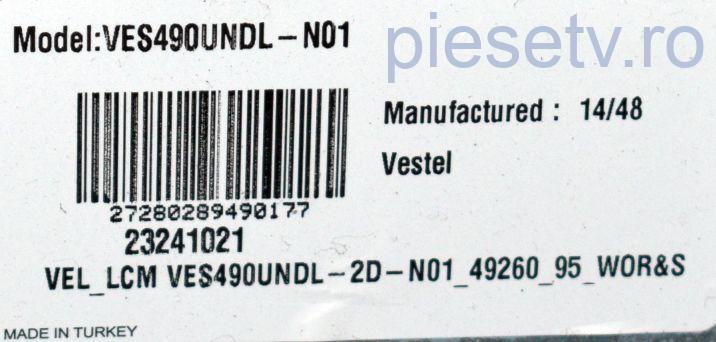 Model:VES490UNDL-N01
piesetv.ro
Manufactured : 14/48
Vestel
27280289490177
23241021
VEL_LCM VES490UNDL-2D-N01_49260_95_WOR&S
MADE IN TURKEY